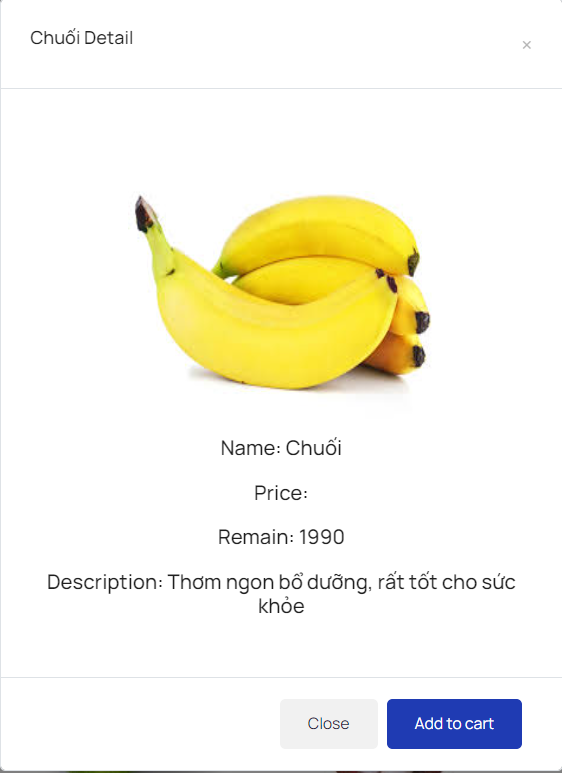 Chuối Detail
×
Name: Chuối
Price:
Remain: 1990
Description: Thơm ngon bổ dưỡng, rất tốt cho sức
khỏe
Close
Add to cart